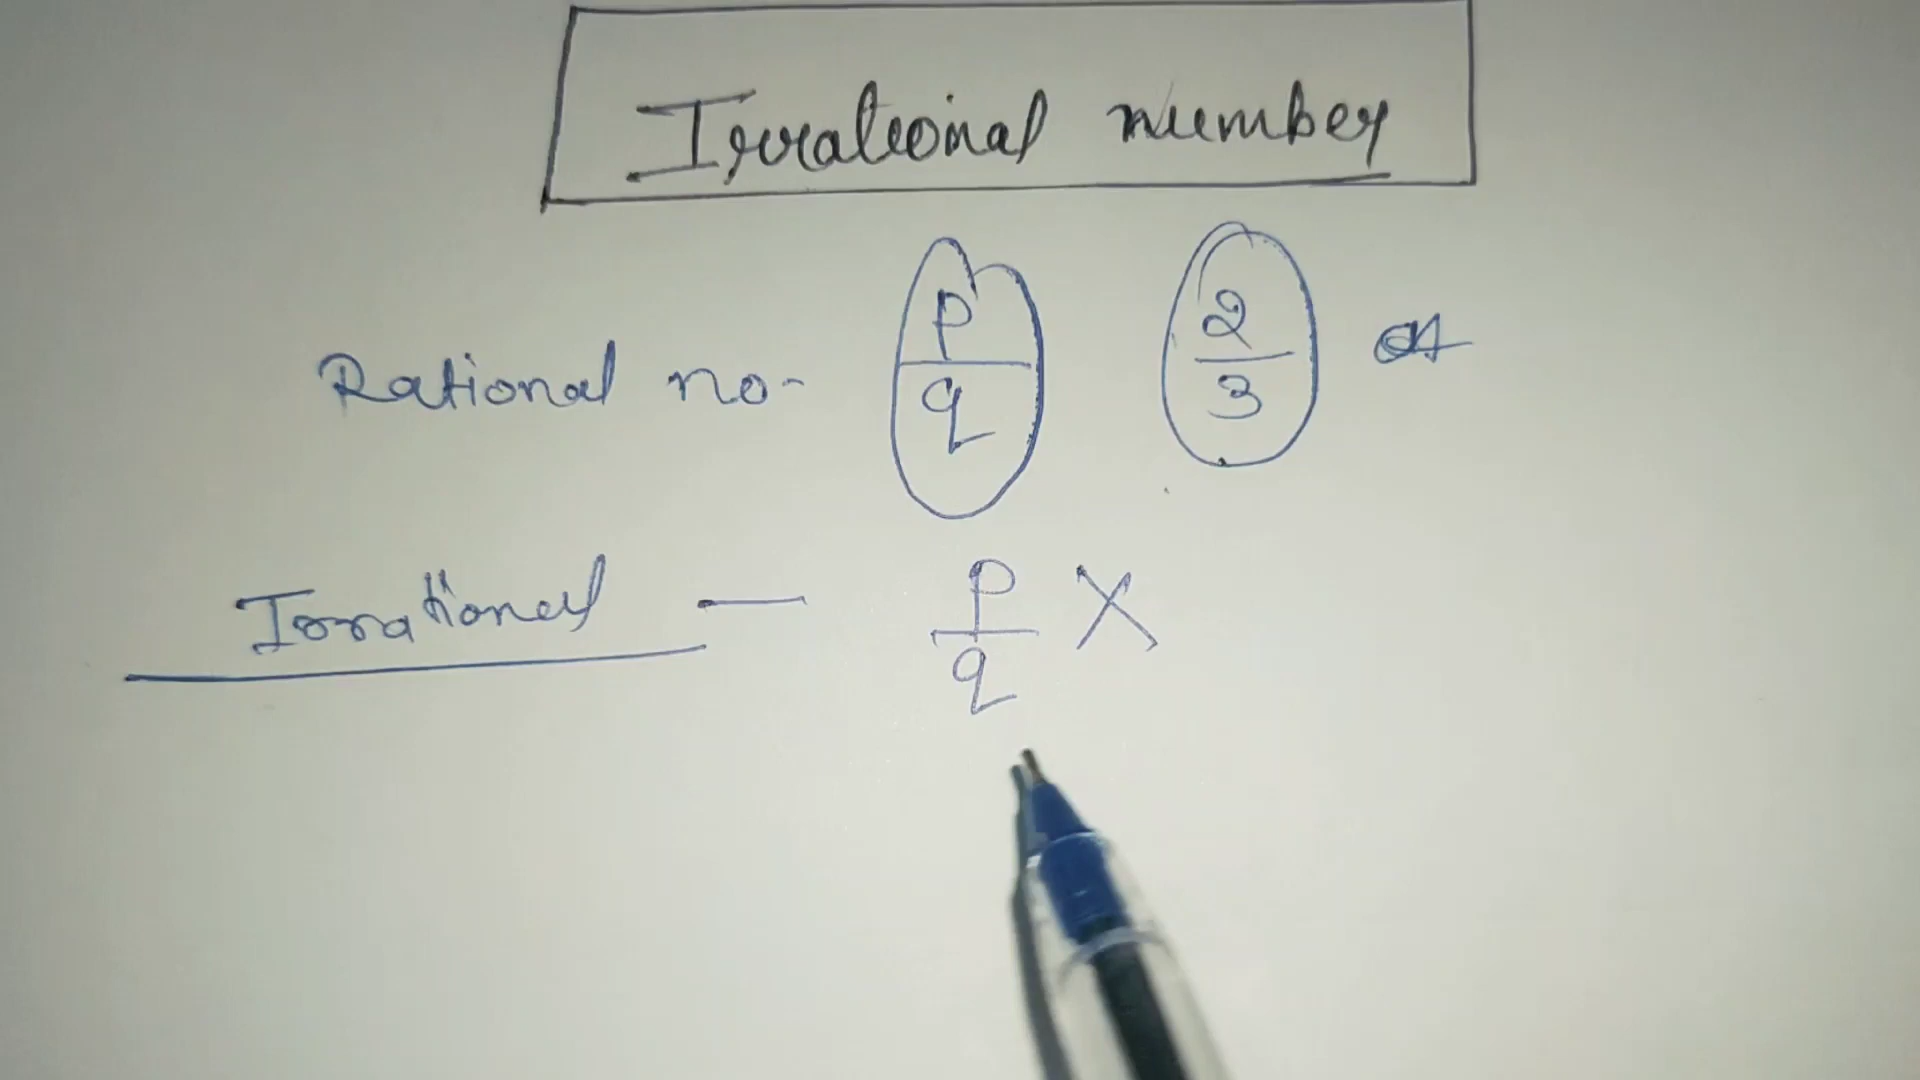 Irrational number
Rational no- p/q 2/3
Irrational — p/q X